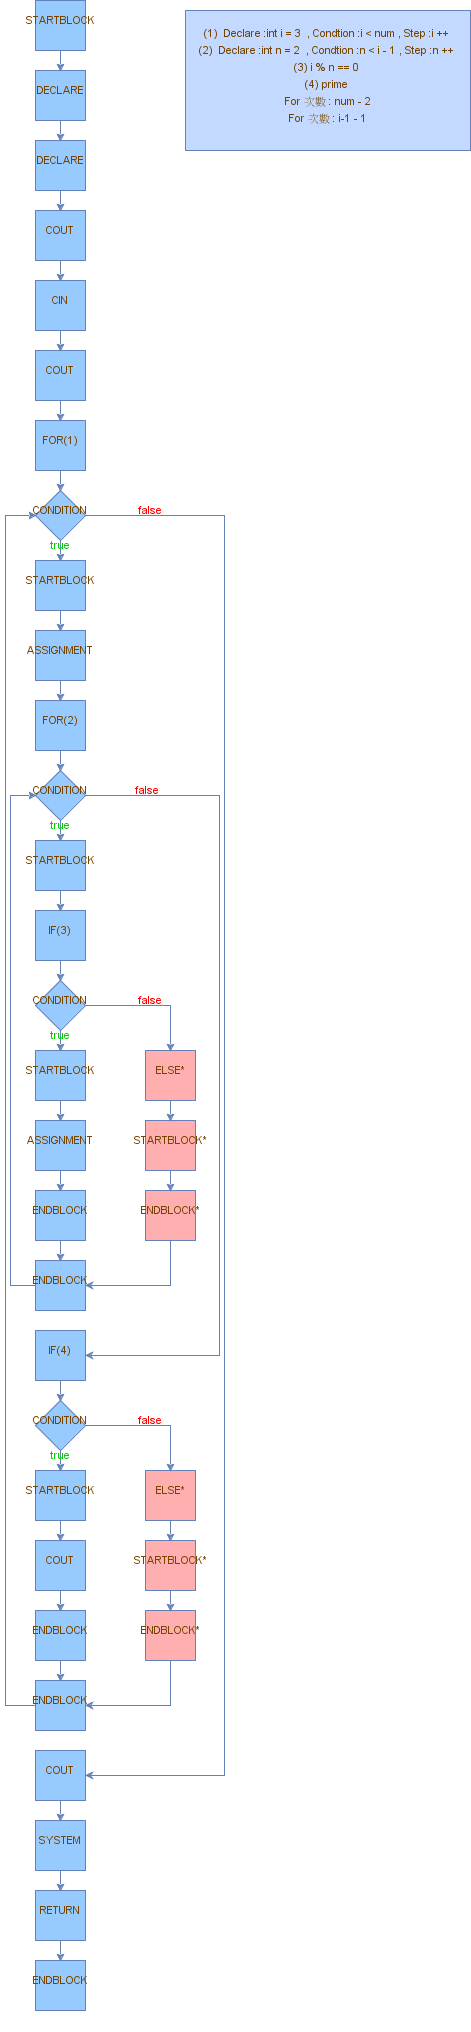 (1) Declare :int i = 3 , Condtion :i < num , Step :i ++
(2) Declare :int n = 2 , Condtion :n < i - 1 , Step :n ++
(3) i % n == 0
(4) prime
For 次數 : num - 2
For 次數 : i-1 - 1
STARTBLOCK
DECLARE
DECLARE
COUT
CIN
COUT
FOR(1)
CONDITION
false
true
STARTBLOCK
ASSIGNMENT
FOR(2)
CONDITION
false
true
STARTBLOCK
IF(3)
CONDITION
false
true
STARTBLOCK
ELSE*
ASSIGNMENT
STARTBLOCK*
ENDBLOCK
ENDBLOCK*
ENDBLOCK
IF(4)
CONDITION
false
true
STARTBLOCK
ELSE*
COUT
STARTBLOCK*
ENDBLOCK
ENDBLOCK*
ENDBLOCK
COUT
SYSTEM
RETURN
ENDBLOCK